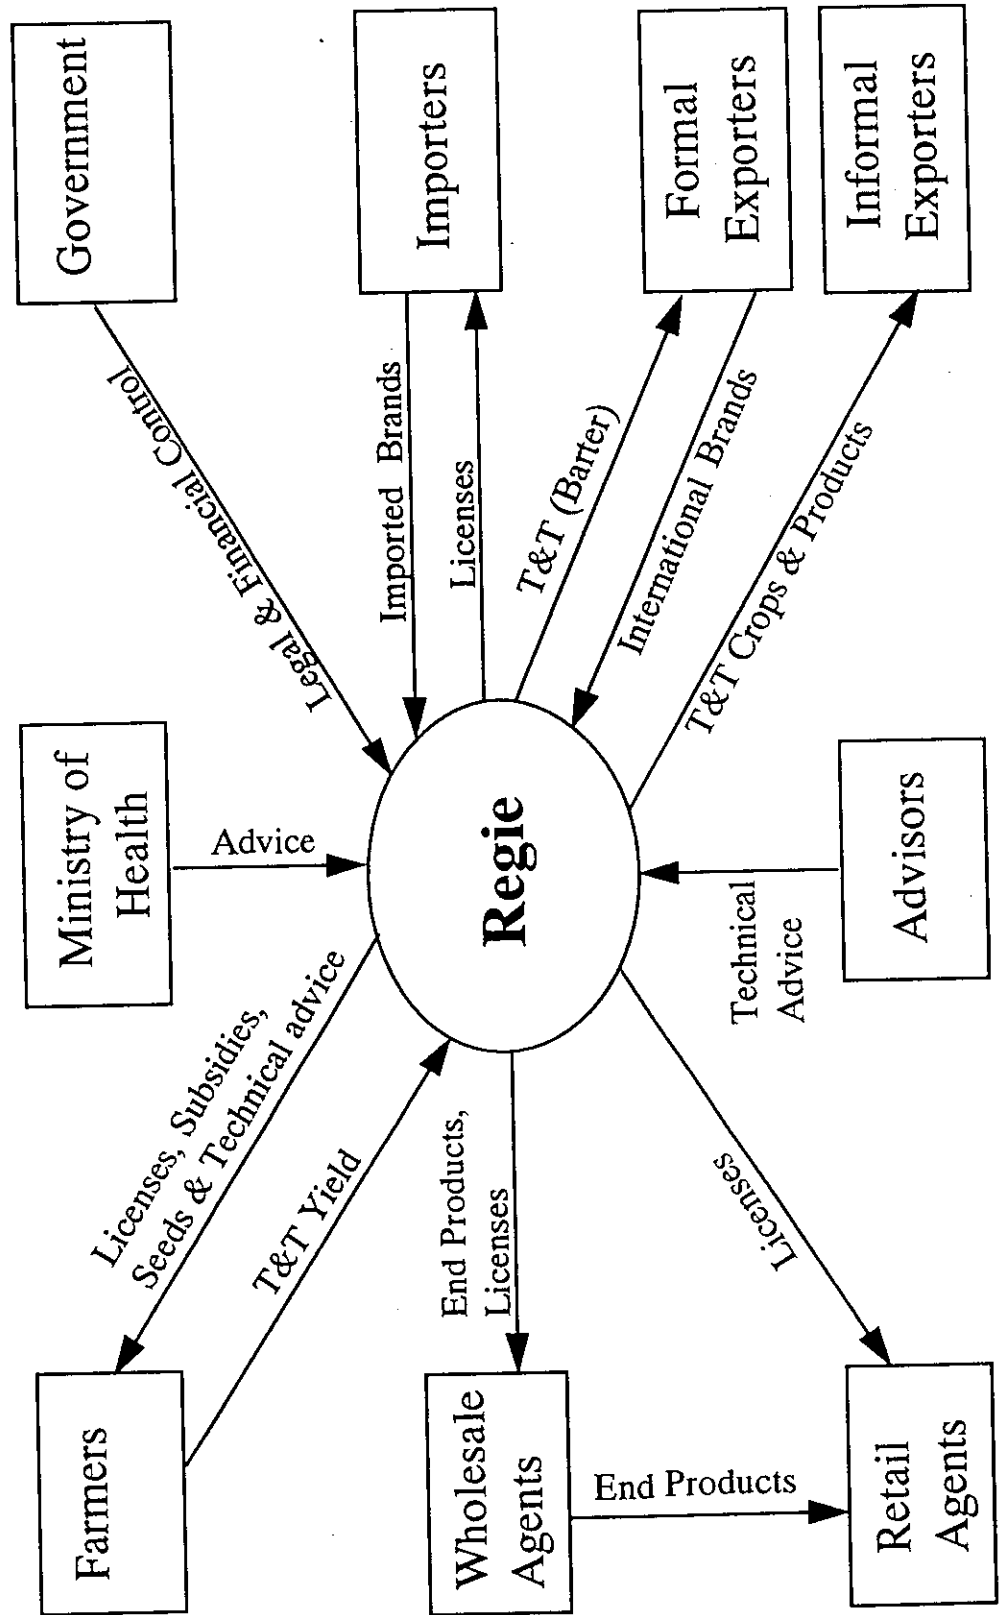 Farmers
Ministry of
Health
Government
Licenses, Subsidies,
Seeds & Technical advice
T&T Yield
Advice
Legal & Financial Control
Imported Brands
Licenses
Importers
Regie
End Products,
Licenses
Wholesale
Agents
T&T (Barter)
International Brands
Formal
Exporters
T&T Crops & Products
Informal
Exporters
Technical
Advice
Advisors
Licenses
End Products
Retail
Agents